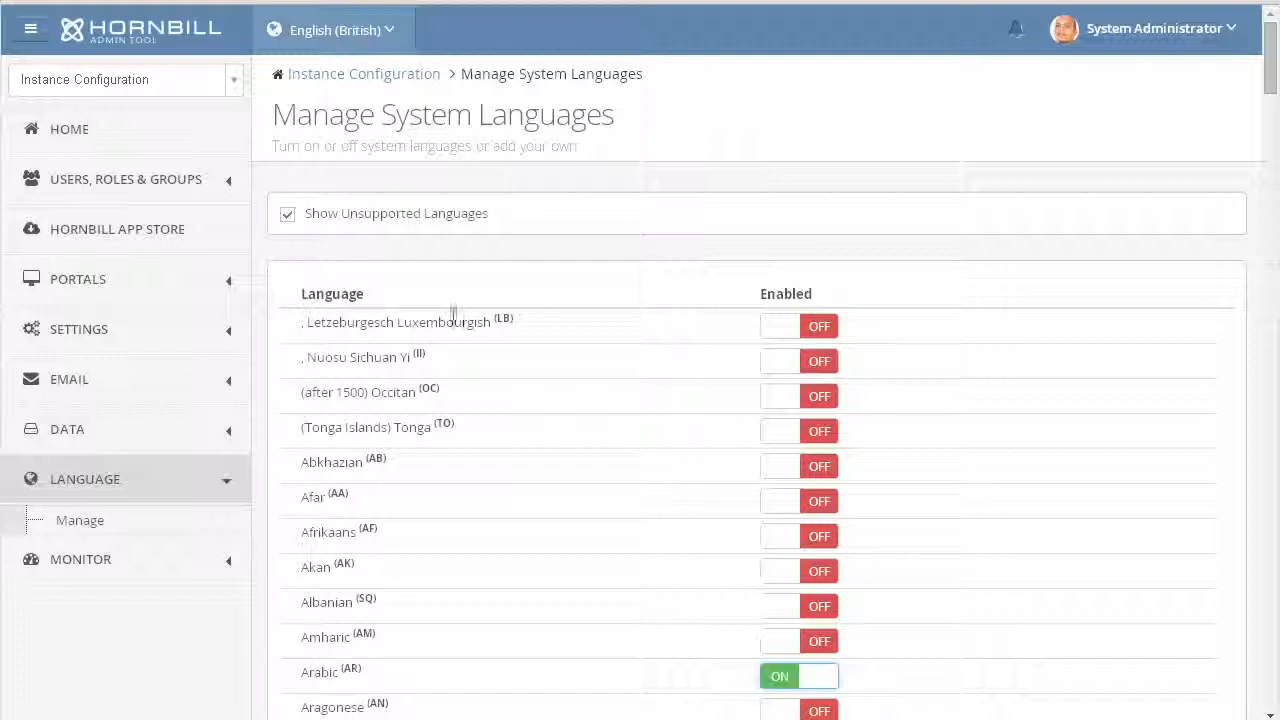 HORNBILL
ADMIN TOOL
English (British)
System Administrator
Instance Configuration
Instance Configuration > Manage System Languages
Manage System Languages
Turn on or off system languages or add your own
HOME
USERS, ROLES & GROUPS
HORNBILL APP STORE
PORTALS
SETTINGS
EMAIL
DATA
LANGUAGE
Manage
MONITOR
Show Unsupported Languages
Language Enabled
, Letzeburgesch Luxembourgish (LB) OFF
, Nuosu Sichuan Yi (II) OFF
(after 1500) Occitan (OC) OFF
(Tonga Islands) Tonga (TO) OFF
Abkhazian (AB) OFF
Afar (AA) OFF
Afrikaans (AF) OFF
Akan (AK) OFF
Albanian (SQ) OFF
Amharic (AM) OFF
Arabic (AR) ON
Aragonese (AN) OFF